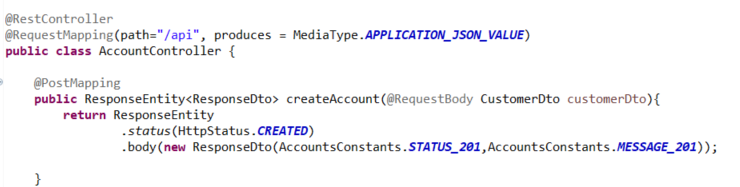 @RestController
@RequestMapping(path="/api", produces = MediaType.APPLICATION_JSON_VALUE)
public class AccountController {
@PostMapping
public ResponseEntity<ResponseDto> createAccount(@RequestBody CustomerDto customerDto){
return ResponseEntity
.status(HttpStatus.CREATED)
.body(new ResponseDto(AccountsConstants.STATUS_201,AccountsConstants.MESSAGE_201));
}